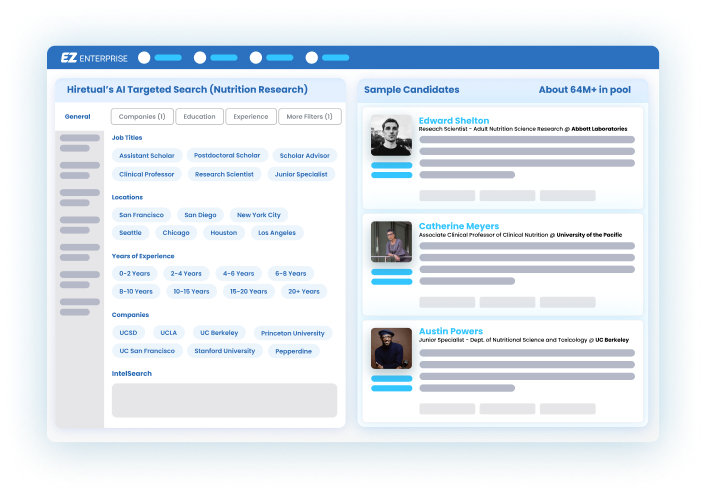 EZ ENTERPRISE
Hiretual's AI Targeted Search (Nutrition Research)
General
Companies (1)
Education
Experience
More Filters (1)
Job Titles
Assistant Scholar
Postdoctoral Scholar
Scholar Advisor
Clinical Professor
Research Scientist
Junior Specialist
Locations
San Francisco
San Diego
New York City
Seattle
Chicago
Houston
Los Angeles
Years of Experience
0-2 Years
2-4 Years
4-6 Years
6-8 Years
8-10 Years
10-15 Years
15-20 Years
20+ Years
Companies
UCSD
UCLA
UC Berkeley
Princeton University
UC San Francisco
Stanford University
Pepperdine
IntelSearch
Sample Candidates
About 64M+ in pool
Edward Shelton
Reseach Scientist - Adult Nutrition Science Research @ Abbott Laboratories
Catherine Meyers
Associate Clinical Professor of Clinical Nutrition @ University of the Pacific
Austin Powers
Junior Specialist - Dept. of Nutritional Science and Toxicology @ UC Berkeley